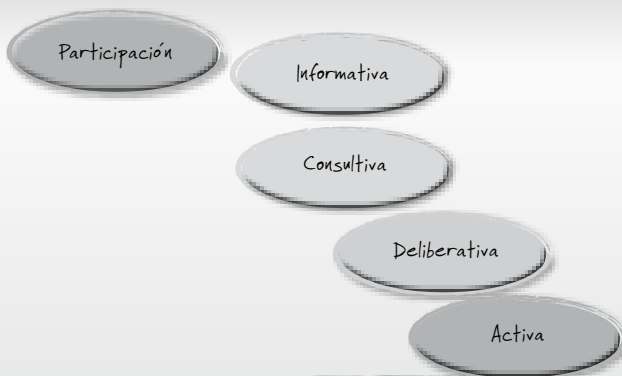 Participación
Informativa
Consultiva
Deliberativa
Activa